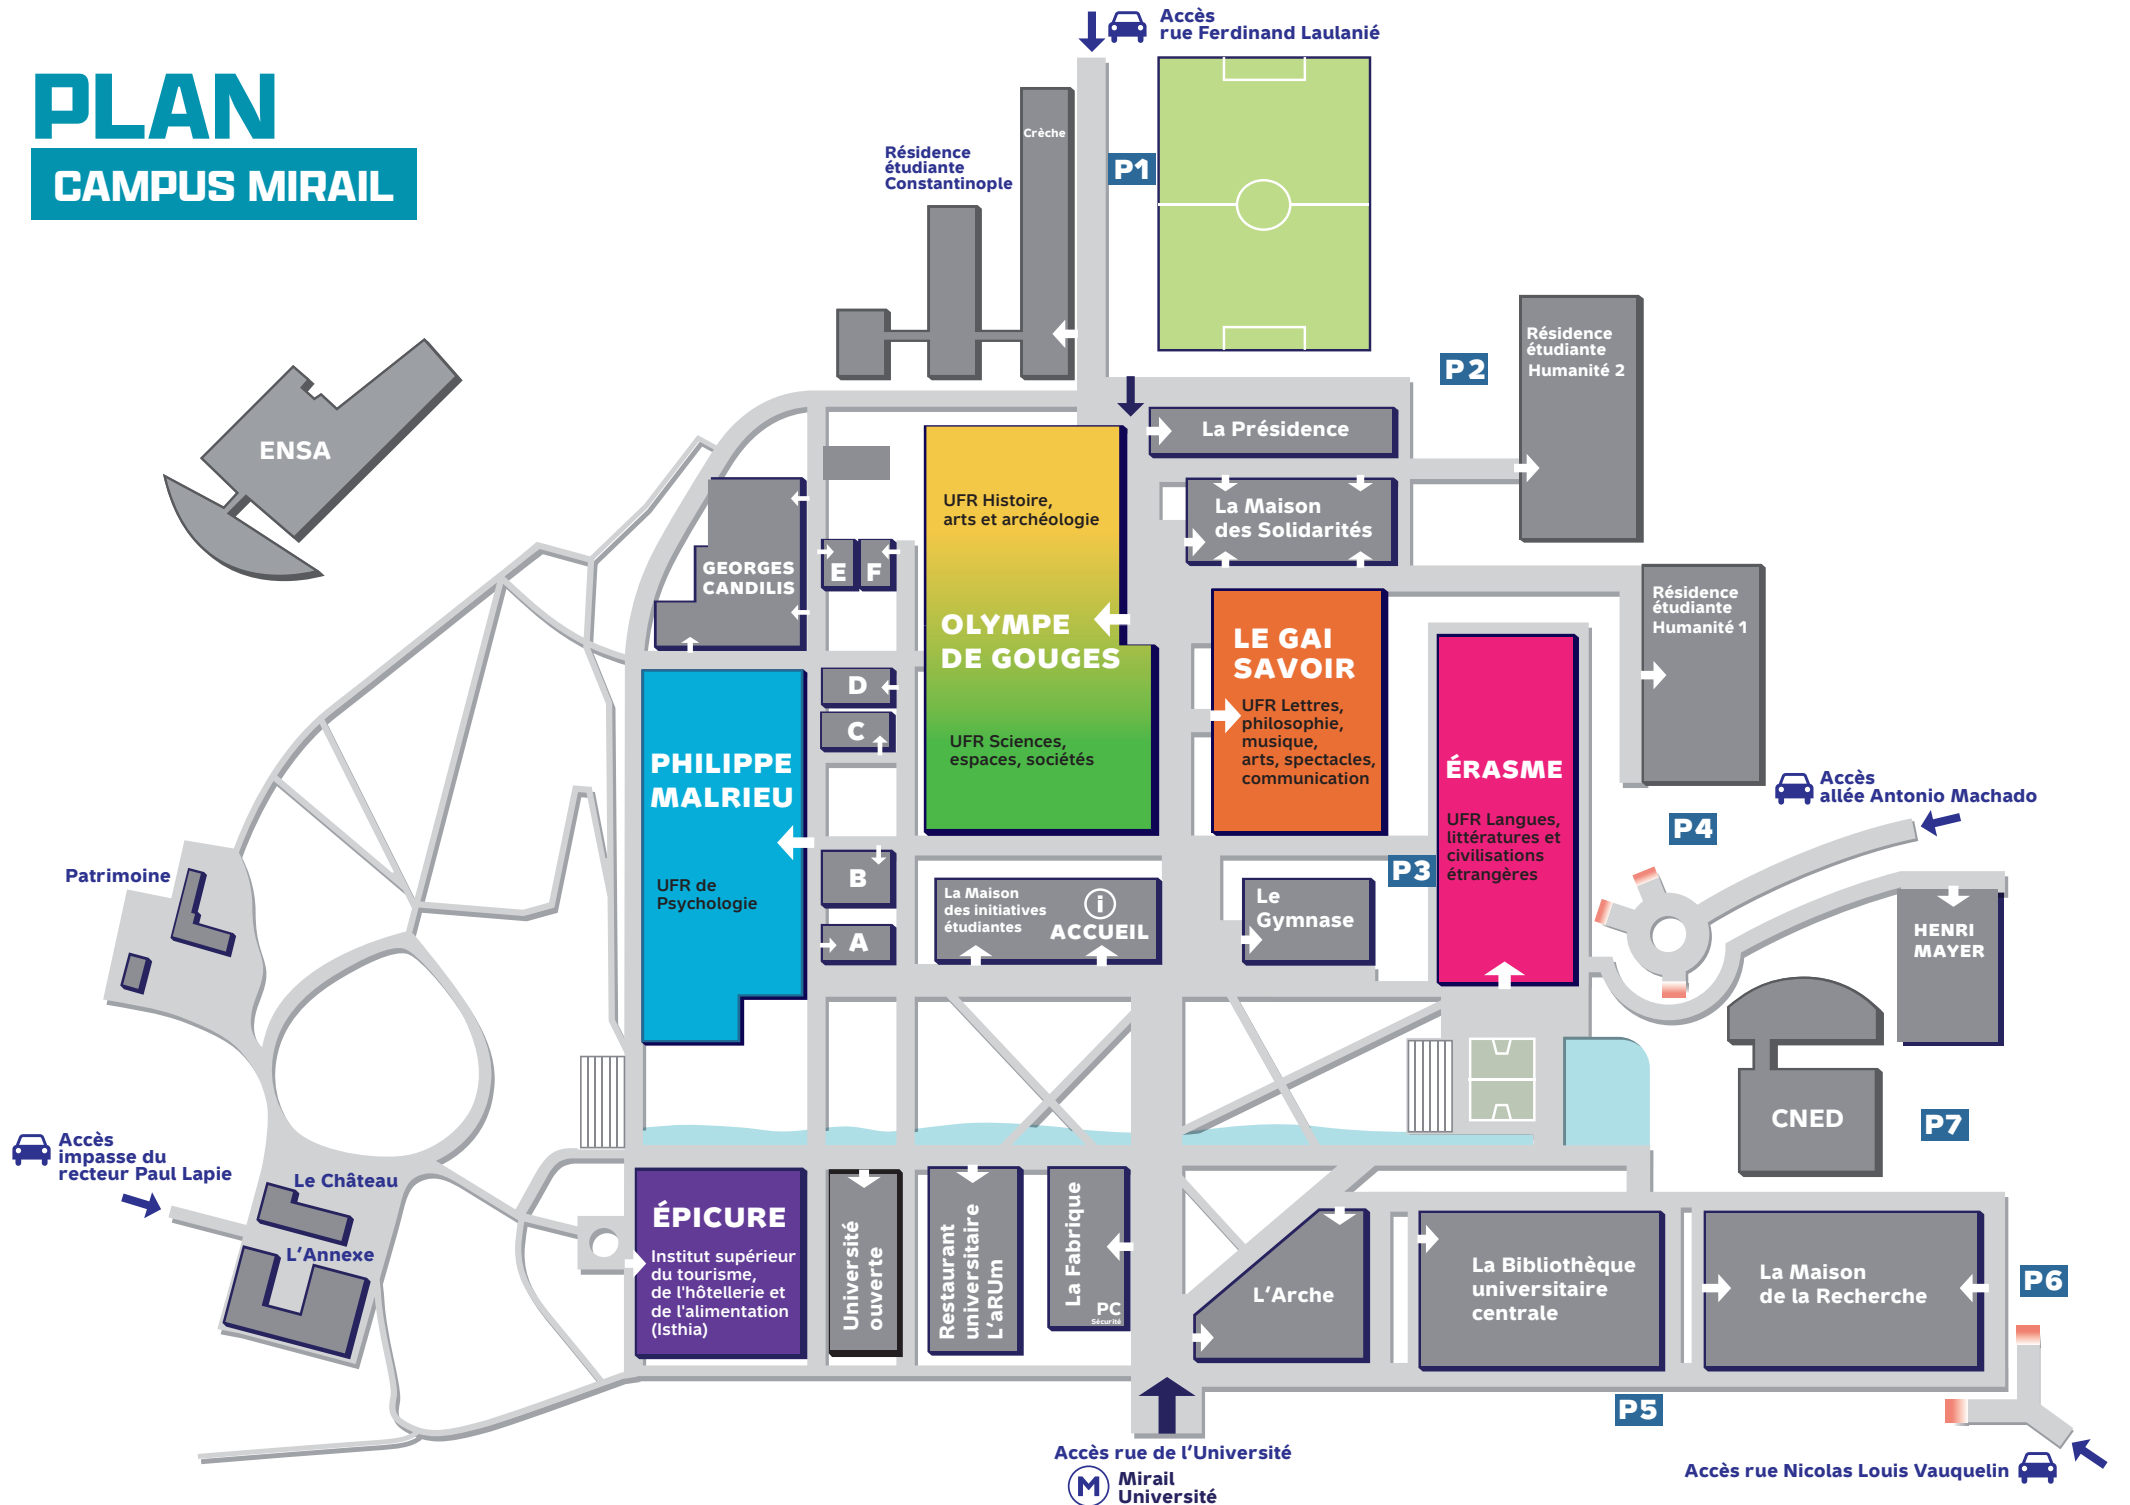 PLAN
CAMPUS MIRAIL
Accès
rue Ferdinand Laulanié
Crèche
Résidence
étudiante
Constantinople
P1
P2
Résidence
étudiante
Humanité 2
La Présidence
ENSA
UFR Histoire,
arts et archéologie
La Maison
des Solidarités
GEORGES
CANDILIS
E
F
OLYMPE
DE GOUGES
UFR Sciences,
espaces, sociétés
LE GAI
SAVOIR
UFR Lettres,
philosophie,
musique,
arts, spectacles,
communication
Résidence
étudiante
Humanité 1
D
C
PHILIPPE
MALRIEU
UFR de
Psychologie
ÉRASME
UFR Langues,
littératures et
civilisations
étrangères
Accès
allée Antonio Machado
P4
P3
Patrimoine
B
A
La Maison
des initiatives
étudiantes
i
ACCUEIL
Le
Gymnase
HENRI
MAYER
CNED
P7
Accès
impasse du
recteur Paul Lapie
Le Château
L'Annexe
ÉPICURE
Institut supérieur
du tourisme,
de l'hôtellerie et
de l'alimentation
(Isthia)
Université
ouverte
Restaurant
universitaire
L'aRUm
La Fabrique
PC
Sécurité
L'Arche
La Bibliothèque
universitaire
centrale
La Maison
de la Recherche
P6
P5
Accès rue de l'Université
M
Mirail
Université
Accès rue Nicolas Louis Vauquelin